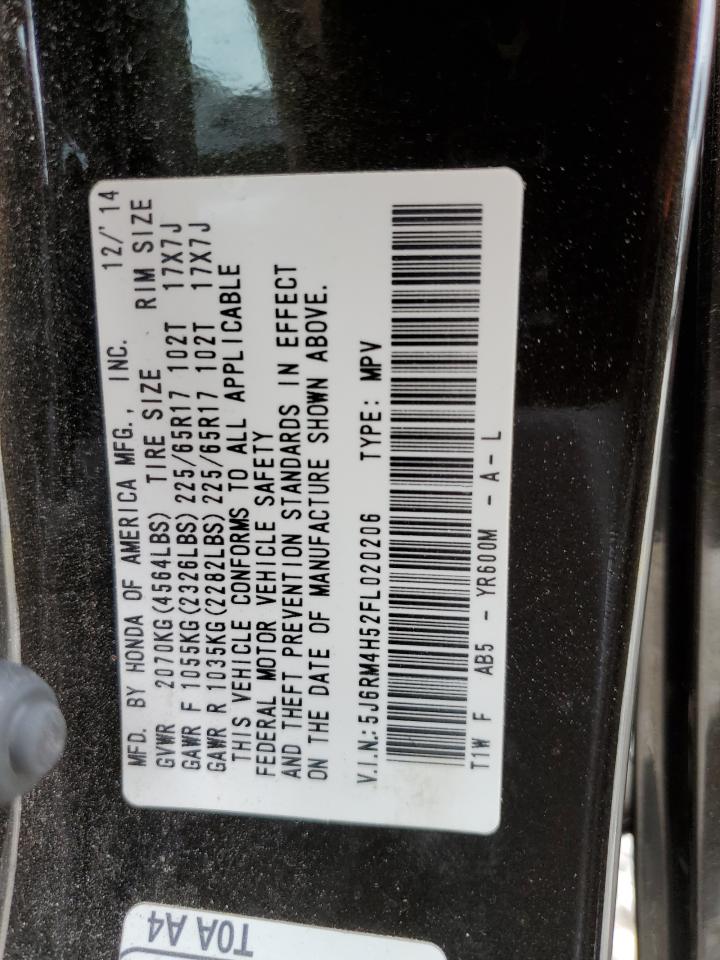 MFD. BY HONDA OF AMERICA MFG., INC. 12/'14
GVWR 2070KG(4564LBS) TIRE SIZE RIM SIZE
GAWR F 1055KG(2326LBS) 225/65R17 102T 17X7J
GAWR R 1035KG(2282LBS) 225/65R17 102T 17X7J
THIS VEHICLE CONFORMS TO ALL APPLICABLE
FEDERAL MOTOR VEHICLE SAFETY
AND THEFT PREVENTION STANDARDS IN EFFECT
ON THE DATE OF MANUFACTURE SHOWN ABOVE.
V.I.N.:5J6RM4H52FL020206 TYPE: MPV
T1W F AB5 - YR600M - A - L
T0A A4